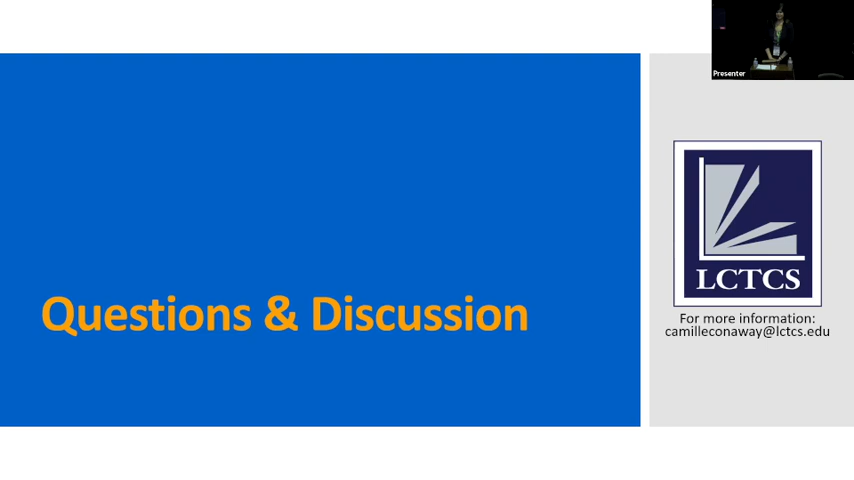 Presenter
LCTCS
Questions & Discussion
For more information:
camilleconaway@lctcs.edu